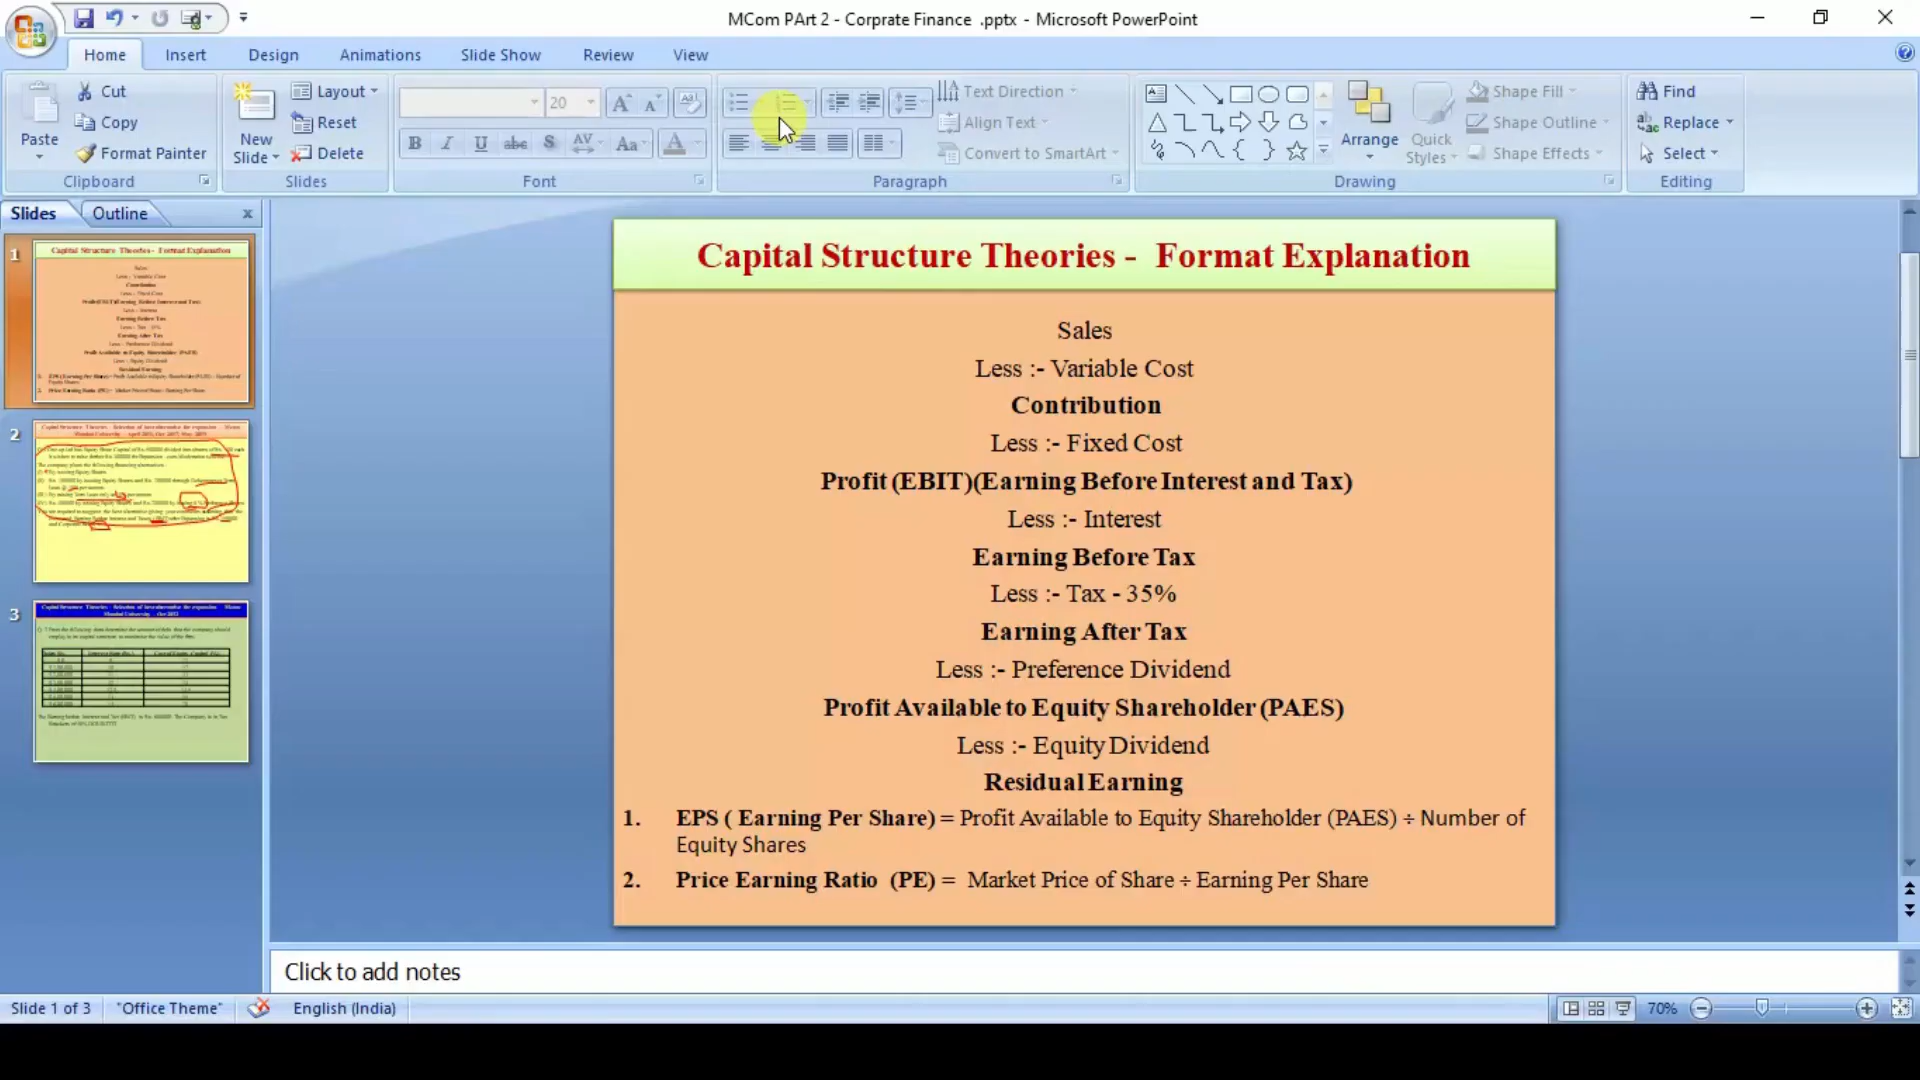 MCom PArt 2 - Corprate Finance  .pptx - Microsoft PowerPoint
Home Insert Design Animations Slide Show Review View
Paste
Cut
Copy
Format Painter
Clipboard
New Slide
Layout
Reset
Delete
Slides
20
Font
Paragraph
Text Direction
Align Text
Convert to SmartArt
Arrange
Quick Styles
Shape Fill
Shape Outline
Shape Effects
Drawing
Find
Replace
Select
Editing
Slides Outline
1
2
3
Capital Structure Theories -  Format Explanation
Sales
Less :- Variable Cost
Contribution
Less :- Fixed Cost
Profit (EBIT)(Earning Before Interest and Tax)
Less :- Interest
Earning Before Tax
Less :- Tax - 35%
Earning After Tax
Less :- Preference Dividend
Profit Available to Equity Shareholder (PAES)
Less :- Equity Dividend
Residual Earning
1. EPS ( Earning Per Share) = Profit Available to Equity Shareholder (PAES) ÷ Number of
Equity Shares
2. Price Earning Ratio  (PE) =  Market Price of Share ÷ Earning Per Share
Click to add notes
Slide 1 of 3 "Office Theme" English (India) 70%